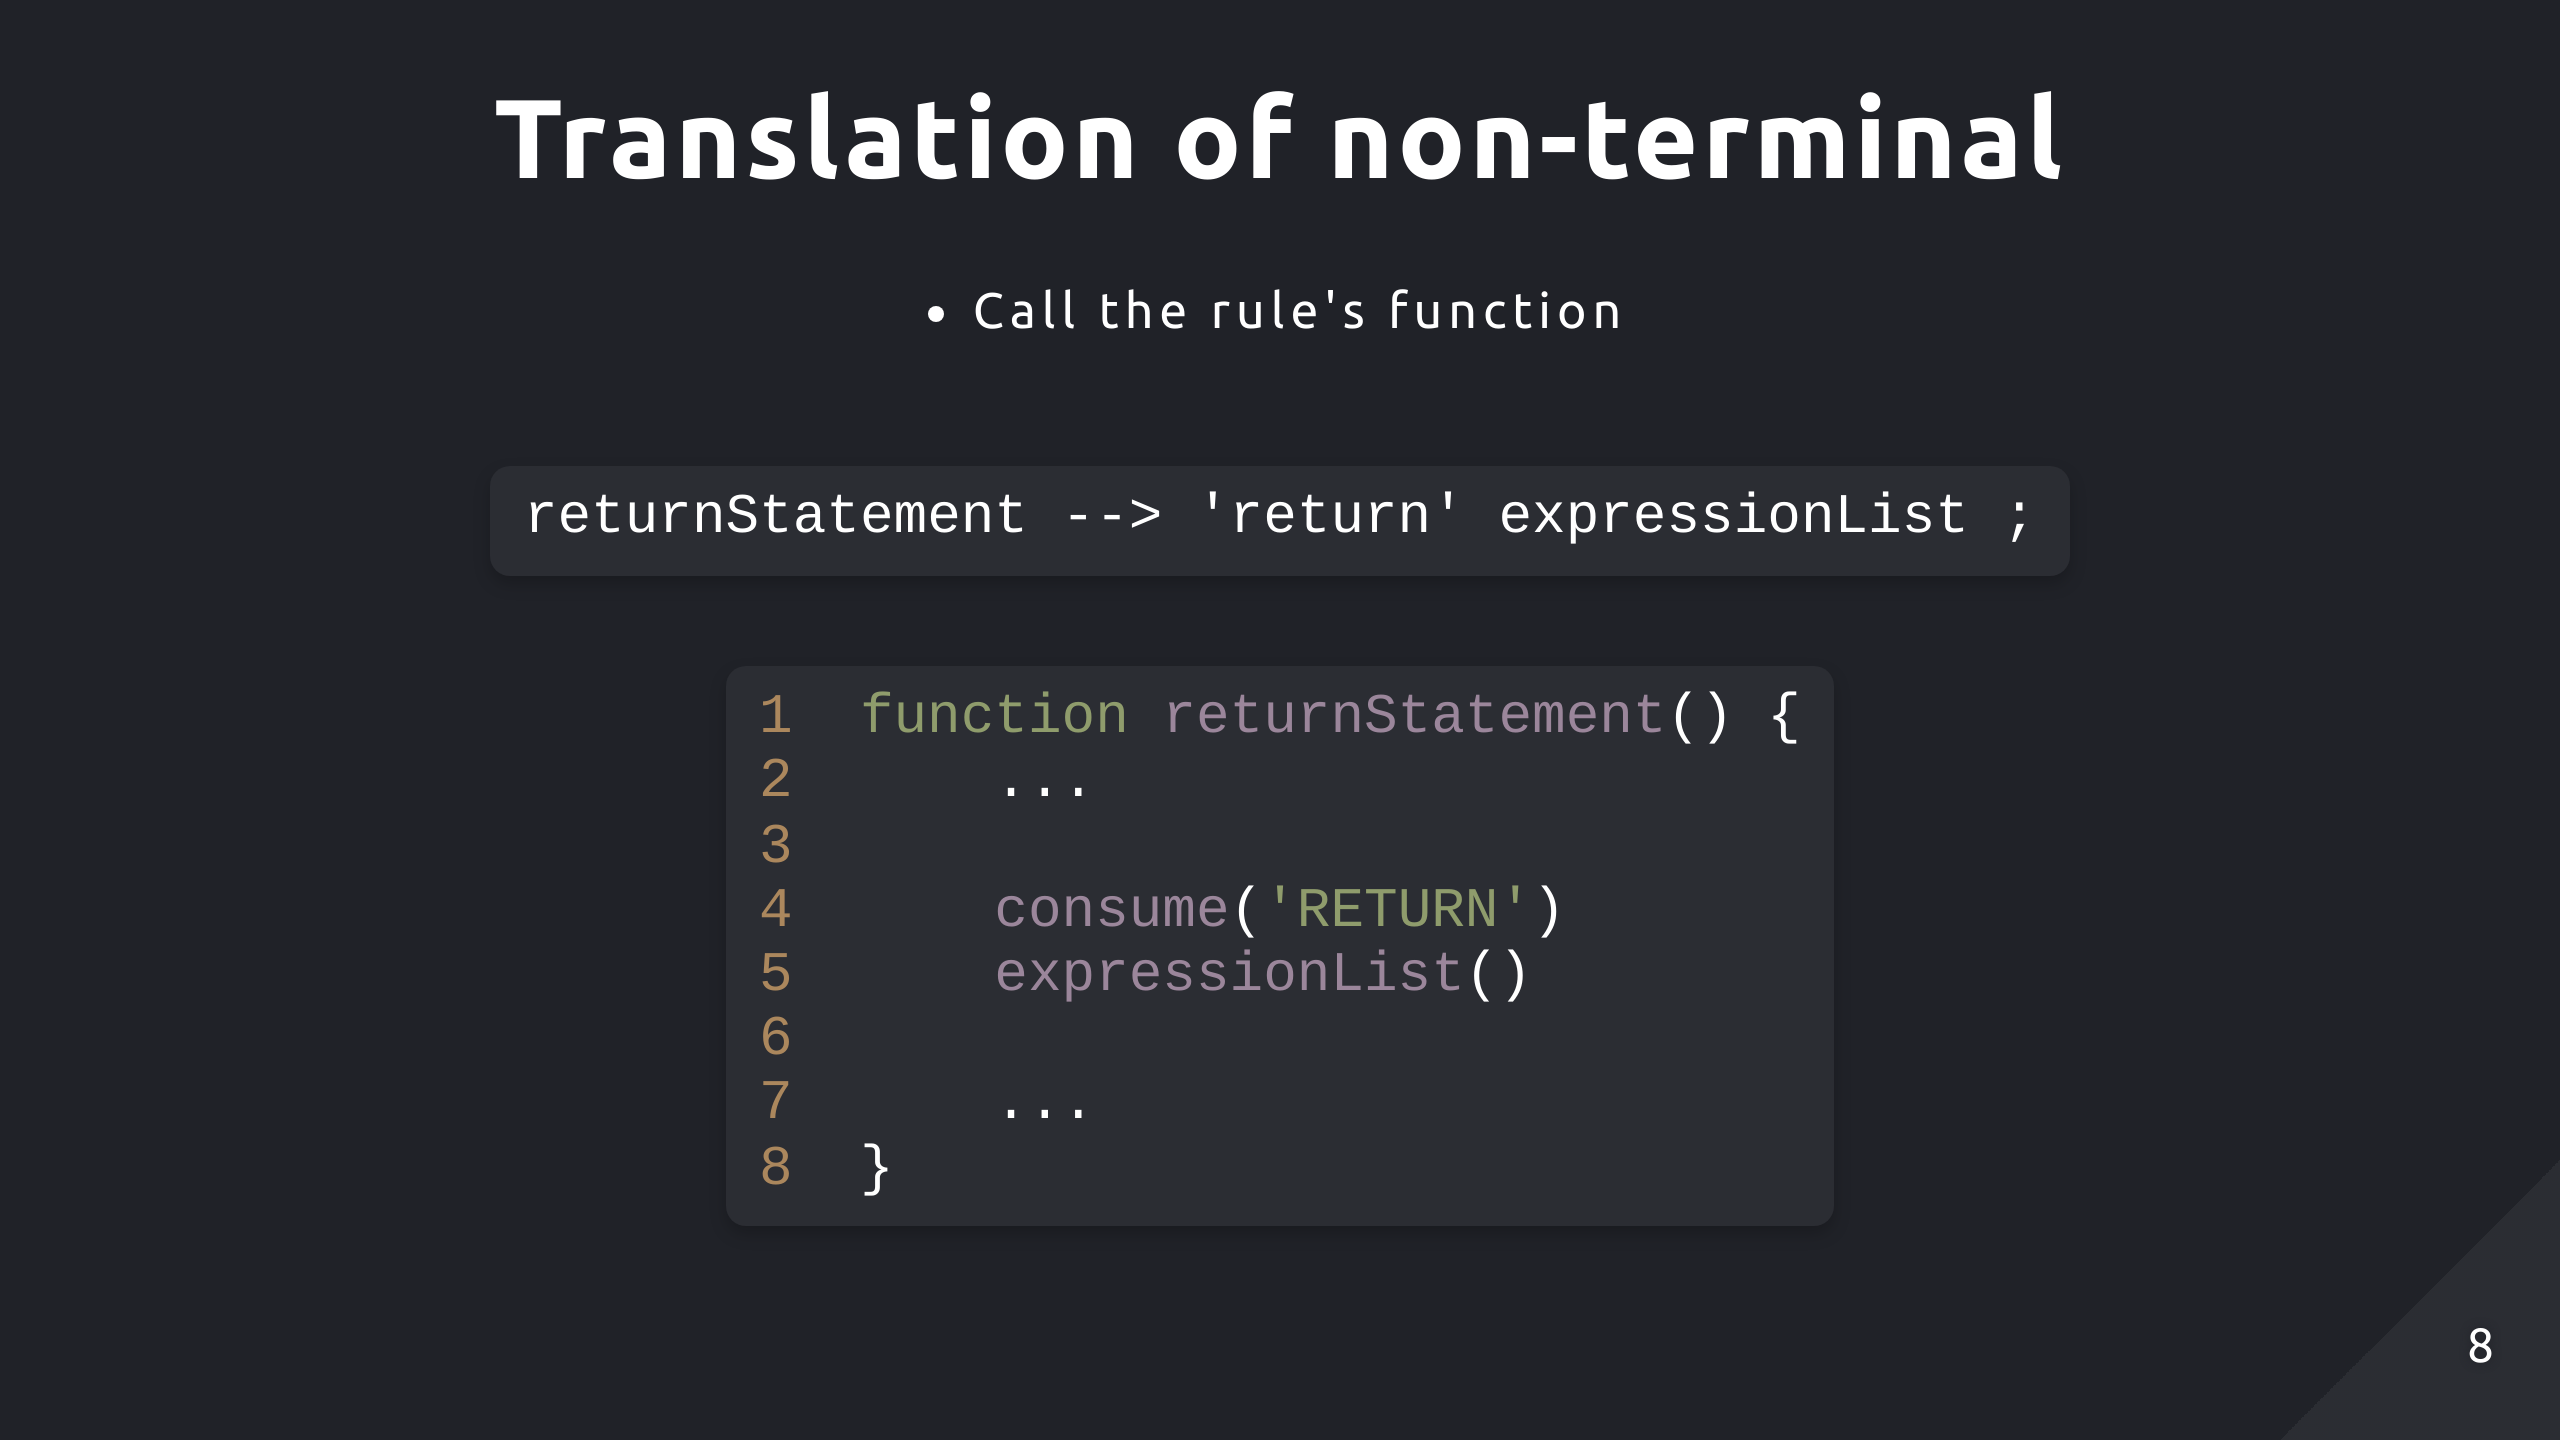 Translation of non-terminal
• Call the rule's function
returnStatement --> 'return' expressionList ;
1 function returnStatement() {
2 ...
3
4 consume('RETURN')
5 expressionList()
6
7 ...
8 }
8